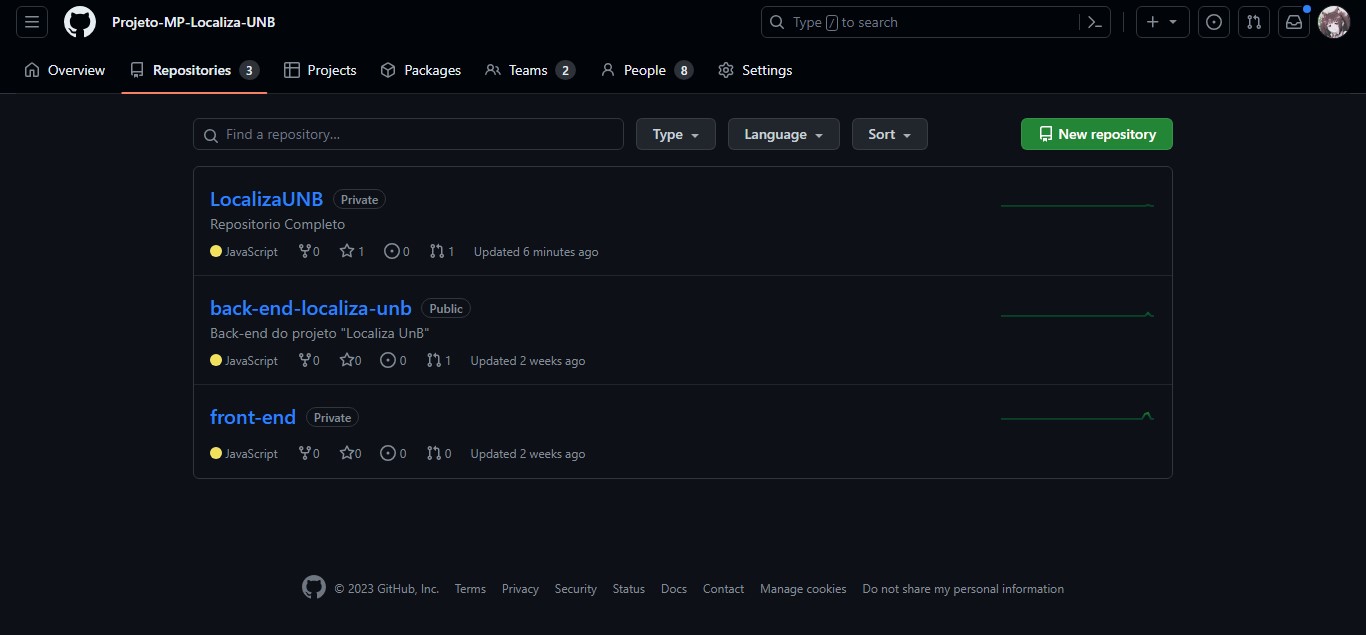 Projeto-MP-Localiza-UNB
Type / to search
Overview Repositories 3 Projects Packages Teams 2 People 8 Settings
Find a repository... Type Language Sort New repository
LocalizaUNB Private
Repositorio Completo
JavaScript 0 1 0 1 Updated 6 minutes ago
back-end-localiza-unb Public
Back-end do projeto "Localiza UnB"
JavaScript 0 0 0 1 Updated 2 weeks ago
front-end Private
JavaScript 0 0 0 0 Updated 2 weeks ago
© 2023 GitHub, Inc. Terms Privacy Security Status Docs Contact Manage cookies Do not share my personal information